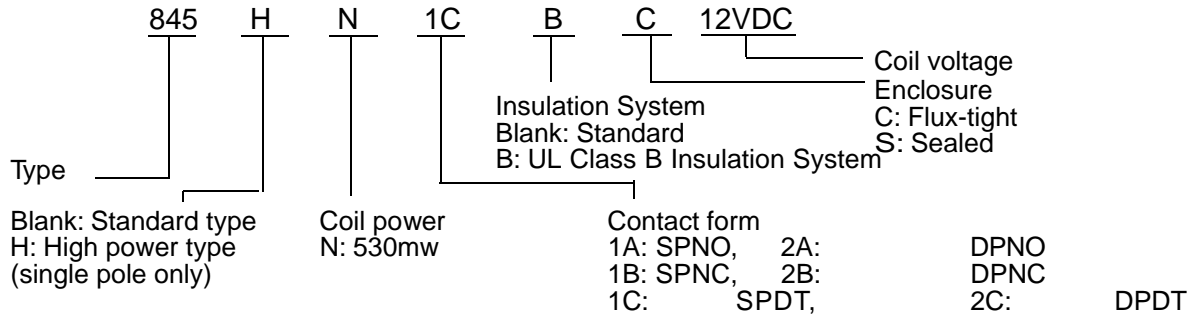 845 H N 1C B C 12VDC
Coil voltage
Enclosure
C: Flux-tight
S: Sealed
Insulation System
Blank: Standard
B: UL Class B Insulation System
Type
Blank: Standard type
H: High power type
(single pole only)
Coil power
N: 530mw
Contact form
1A: SPNO, 2A: DPNO
1B: SPNC, 2B: DPNC
1C: SPDT, 2C: DPDT